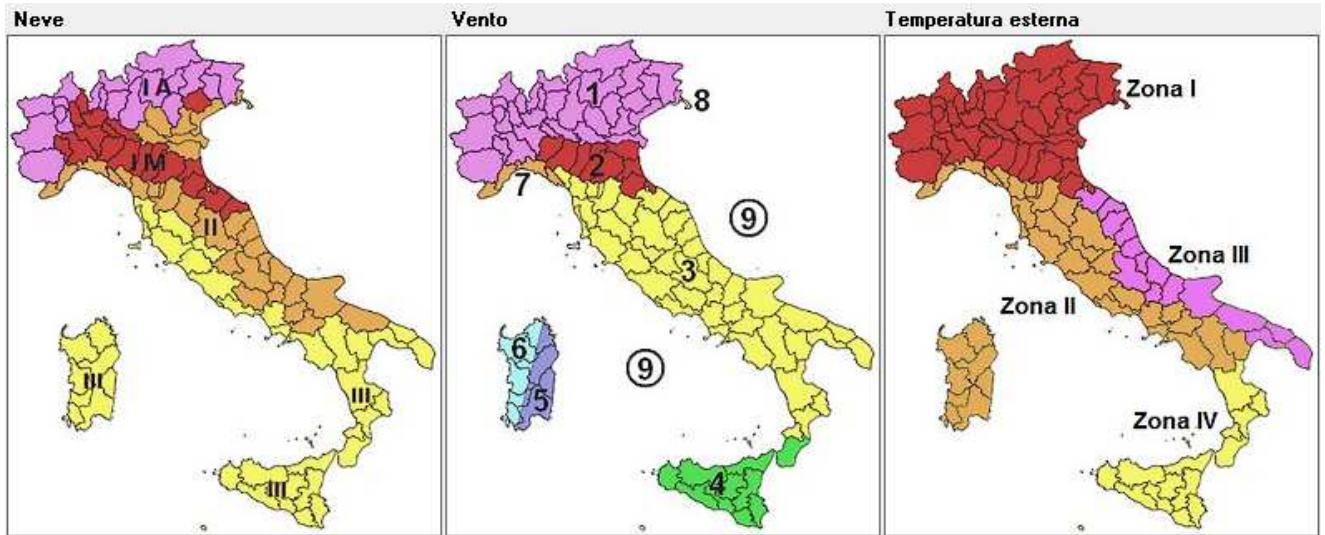 Neve
Vento
Temperatura esterna
I A
I M
II
III
III
III
1
8
2
7
9
3
6
9
5
4
Zona I
Zona III
Zona II
Zona IV